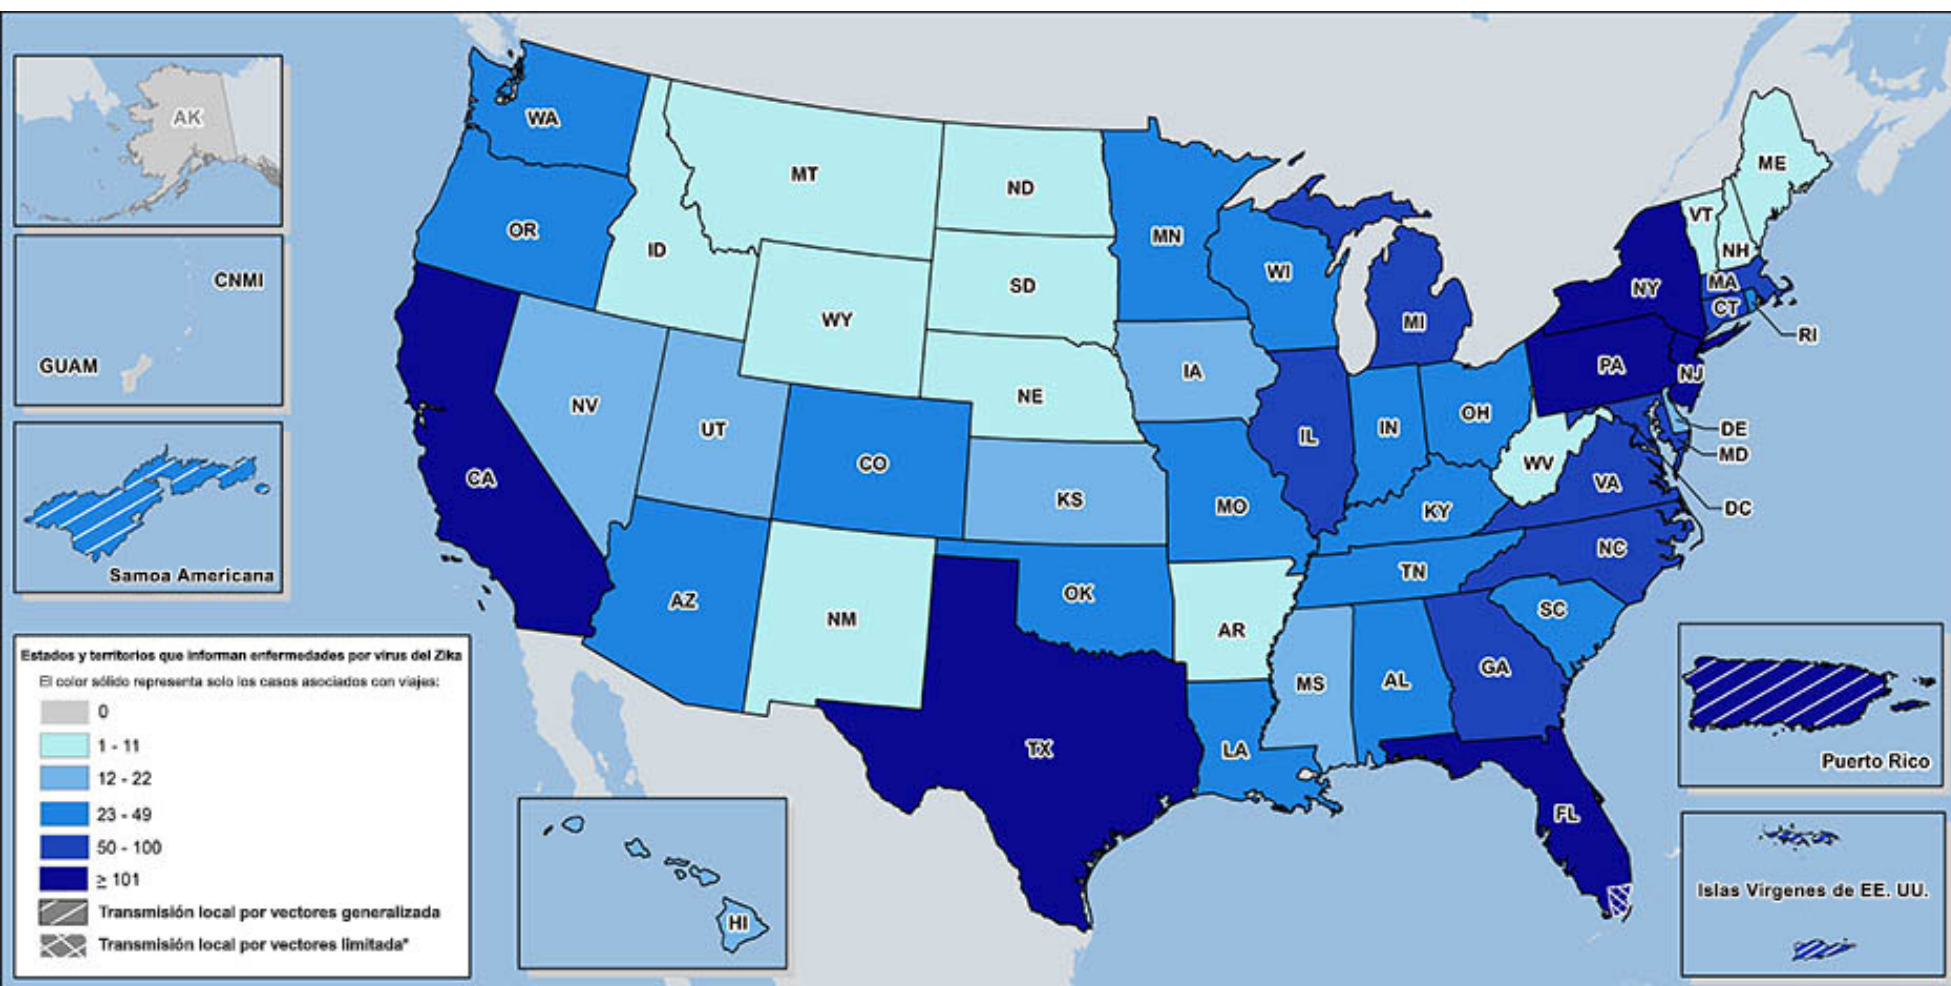 AK
CNMI
GUAM
Samoa Americana
Estados y territorios que informan enfermedades por virus del Zika
El color sólido representa solo los casos asociados con viajes:
0
1 - 11
12 - 22
23 - 49
50 - 100
≥ 101
Transmisión local por vectores generalizada
Transmisión local por vectores limitada*
WA
OR
CA
ID
NV
MT
WY
UT
AZ
CO
NM
ND
SD
NE
KS
OK
TX
MN
IA
MO
AR
LA
WI
IL
MI
IN
OH
KY
TN
MS
AL
GA
FL
SC
NC
VA
WV
PA
NY
NJ
VT
NH
ME
MA
CT
RI
DE
MD
DC
HI
Puerto Rico
Islas Vírgenes de EE. UU.